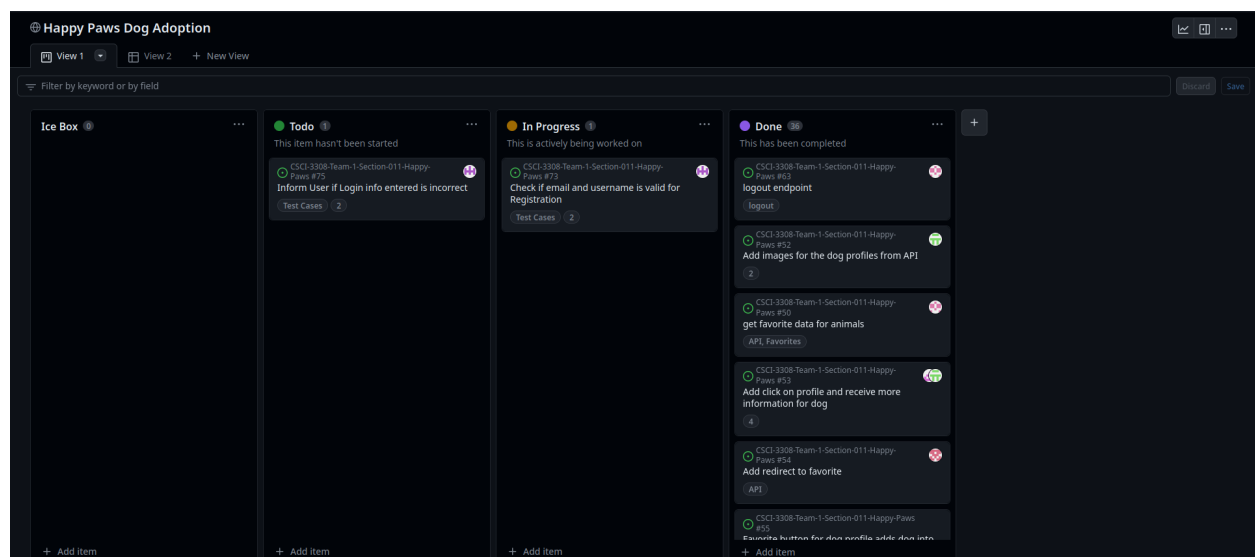 Happy Paws Dog Adoption
View 1
View 2
+ New View
Filter by keyword or by field
Discard
Save
Ice Box 0
+ Add item
Todo 1
This item hasn't been started
CSCI-3308-Team-1-Section-011-Happy-
Paws #75
Inform User if Login info entered is incorrect
Test Cases 2
+ Add item
In Progress 1
This is actively being worked on
CSCI-3308-Team-1-Section-011-Happy-
Paws #73
Check if email and username is valid for
Registration
Test Cases 2
+ Add item
Done 36
This has been completed
CSCI-3308-Team-1-Section-011-Happy-
Paws #63
logout endpoint
logout
CSCI-3308-Team-1-Section-011-Happy-
Paws #52
Add images for the dog profiles from API
2
CSCI-3308-Team-1-Section-011-Happy-
Paws #50
get favorite data for animals
API, Favorites
CSCI-3308-Team-1-Section-011-Happy-
Paws #53
Add click on profile and receive more
information for dog
4
CSCI-3308-Team-1-Section-011-Happy-
Paws #54
Add redirect to favorite
API
CSCI-3308-Team-1-Section-011-Happy-Paws
#55
Favorite button for dog profile adds dog into
+ Add item